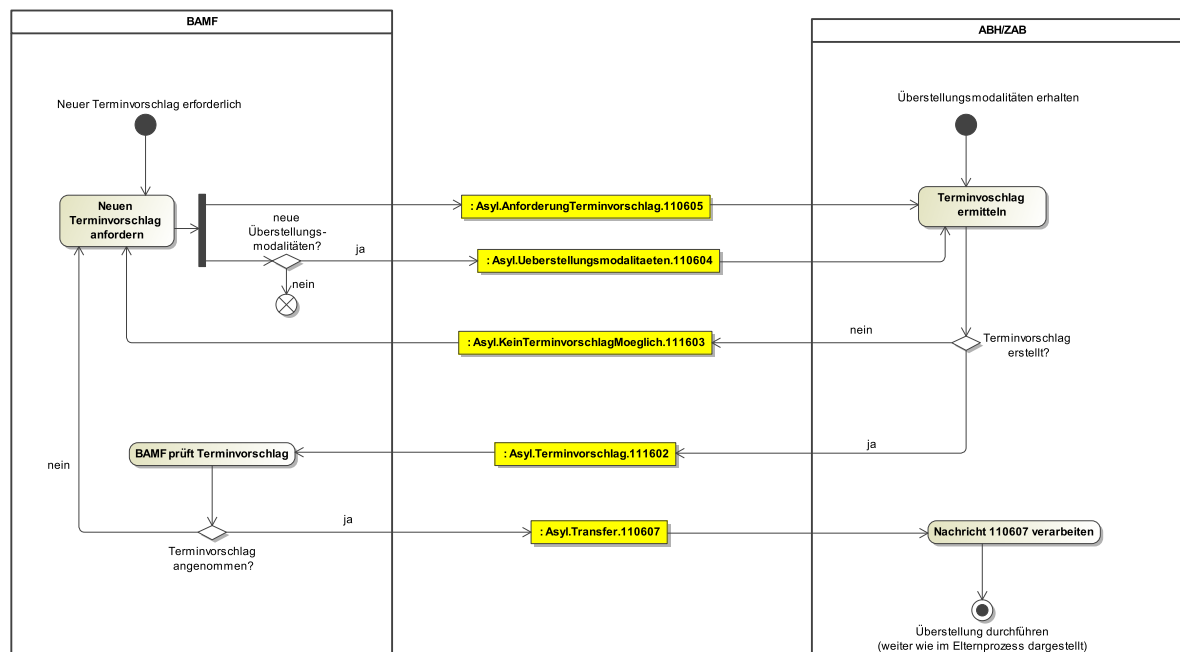 BAMF
ABH/ZAB
Neuer Terminvorschlag erforderlich
Überstellungsmodalitäten erhalten
Neuen
Terminvorschlag
anfordern
neue
Überstellungs-
modalitäten?
ja
nein
: Asyl.AnforderungTerminvorschlag.110605
: Asyl.Ueberstellungsmodalitaeten.110604
Terminvoschlag
ermitteln
: Asyl.KeinTerminvorschlagMoeglich.111603
nein
Terminvorschlag
erstellt?
BAMF prüft Terminvorschlag
: Asyl.Terminvorschlag.111602
ja
nein
ja
Terminvorschlag
angenommen?
: Asyl.Transfer.110607
Nachricht 110607 verarbeiten
Überstellung durchführen
(weiter wie im Elternprozess dargestellt)